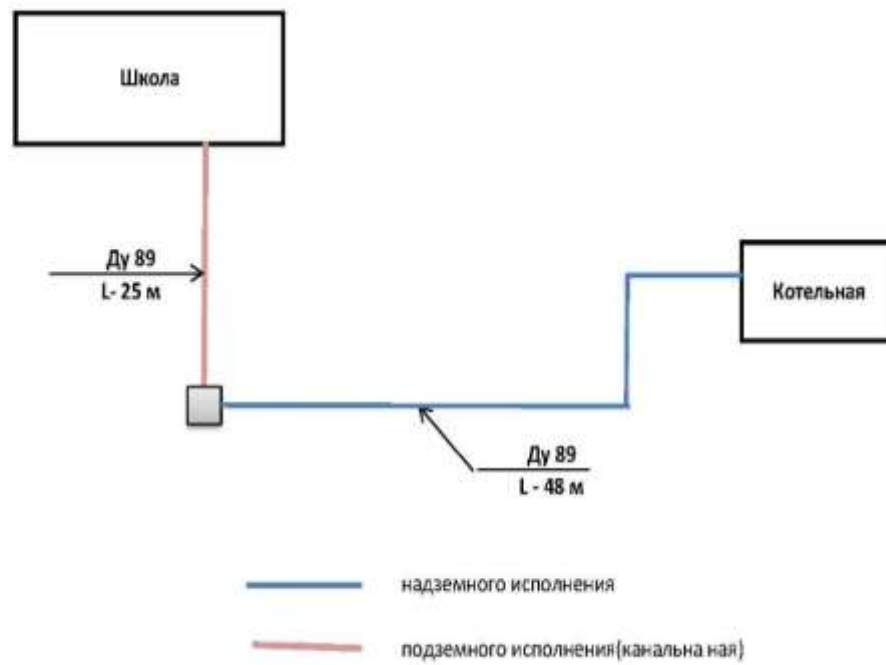 Школа
Ду 89
L- 25 м
Котельная
Ду 89
L - 48 м
надземного исполнения
подземного исполнения(канальна ная)